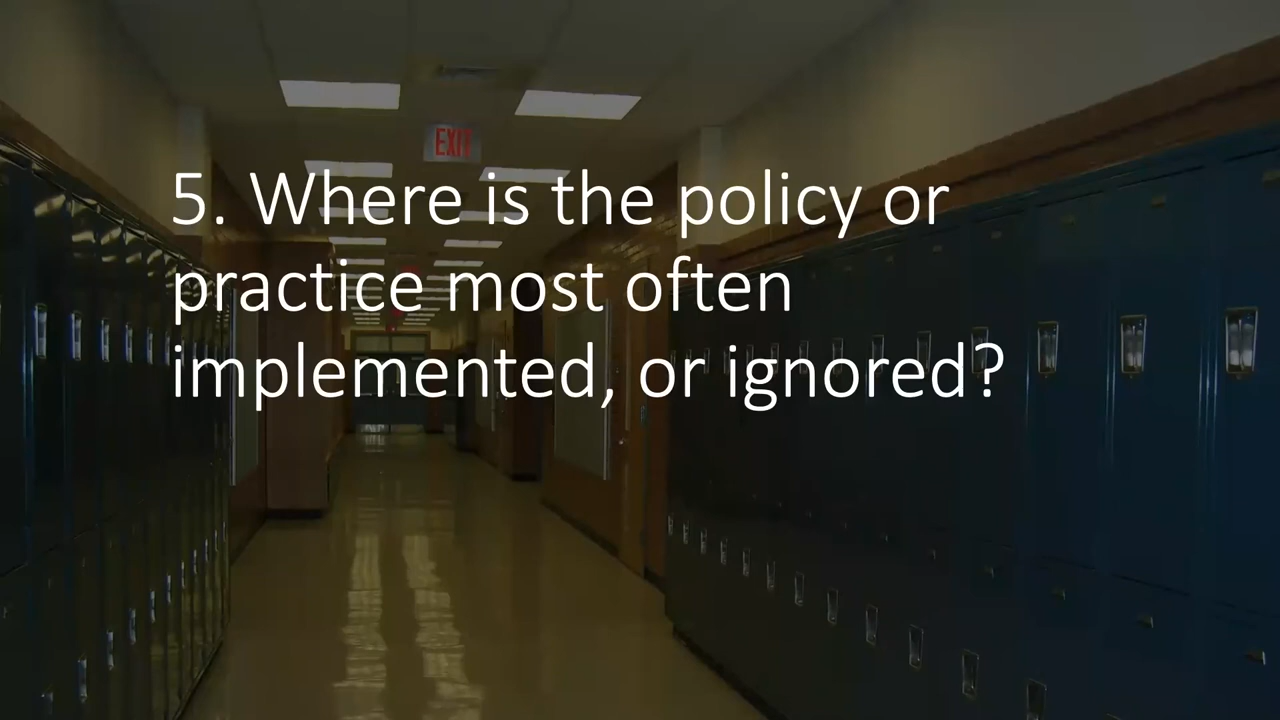 EXIT
5. Where is the policy or
practice most often
implemented, or ignored?